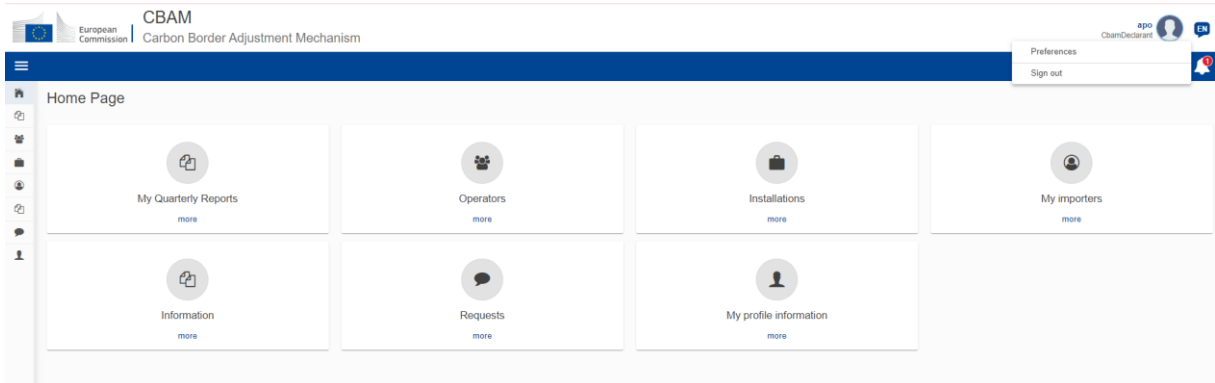 European
Commission
CBAM
Carbon Border Adjustment Mechanism
apo
CbamDeclarant
EN
Preferences
Sign out
1
Home Page
My Quarterly Reports
more
Operators
more
Installations
more
My importers
more
Information
more
Requests
more
My profile information
more